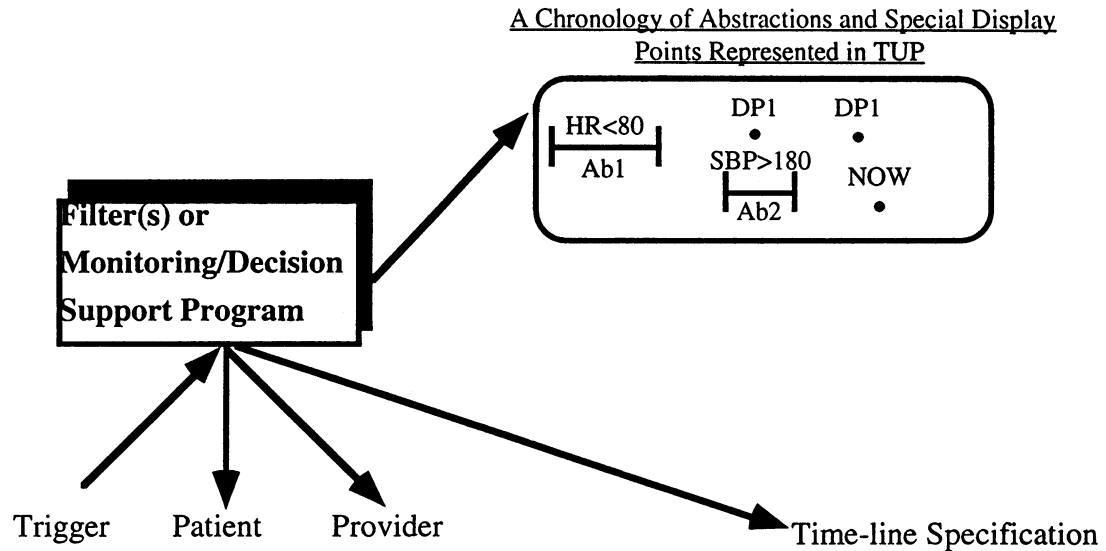 A Chronology of Abstractions and Special Display
Points Represented in TUP
DP1 DP1
HR<80
Ab1
SBP>180
NOW
Ab2
Filter(s) or
Monitoring/Decision
Support Program
Trigger Patient Provider
Time-line Specification